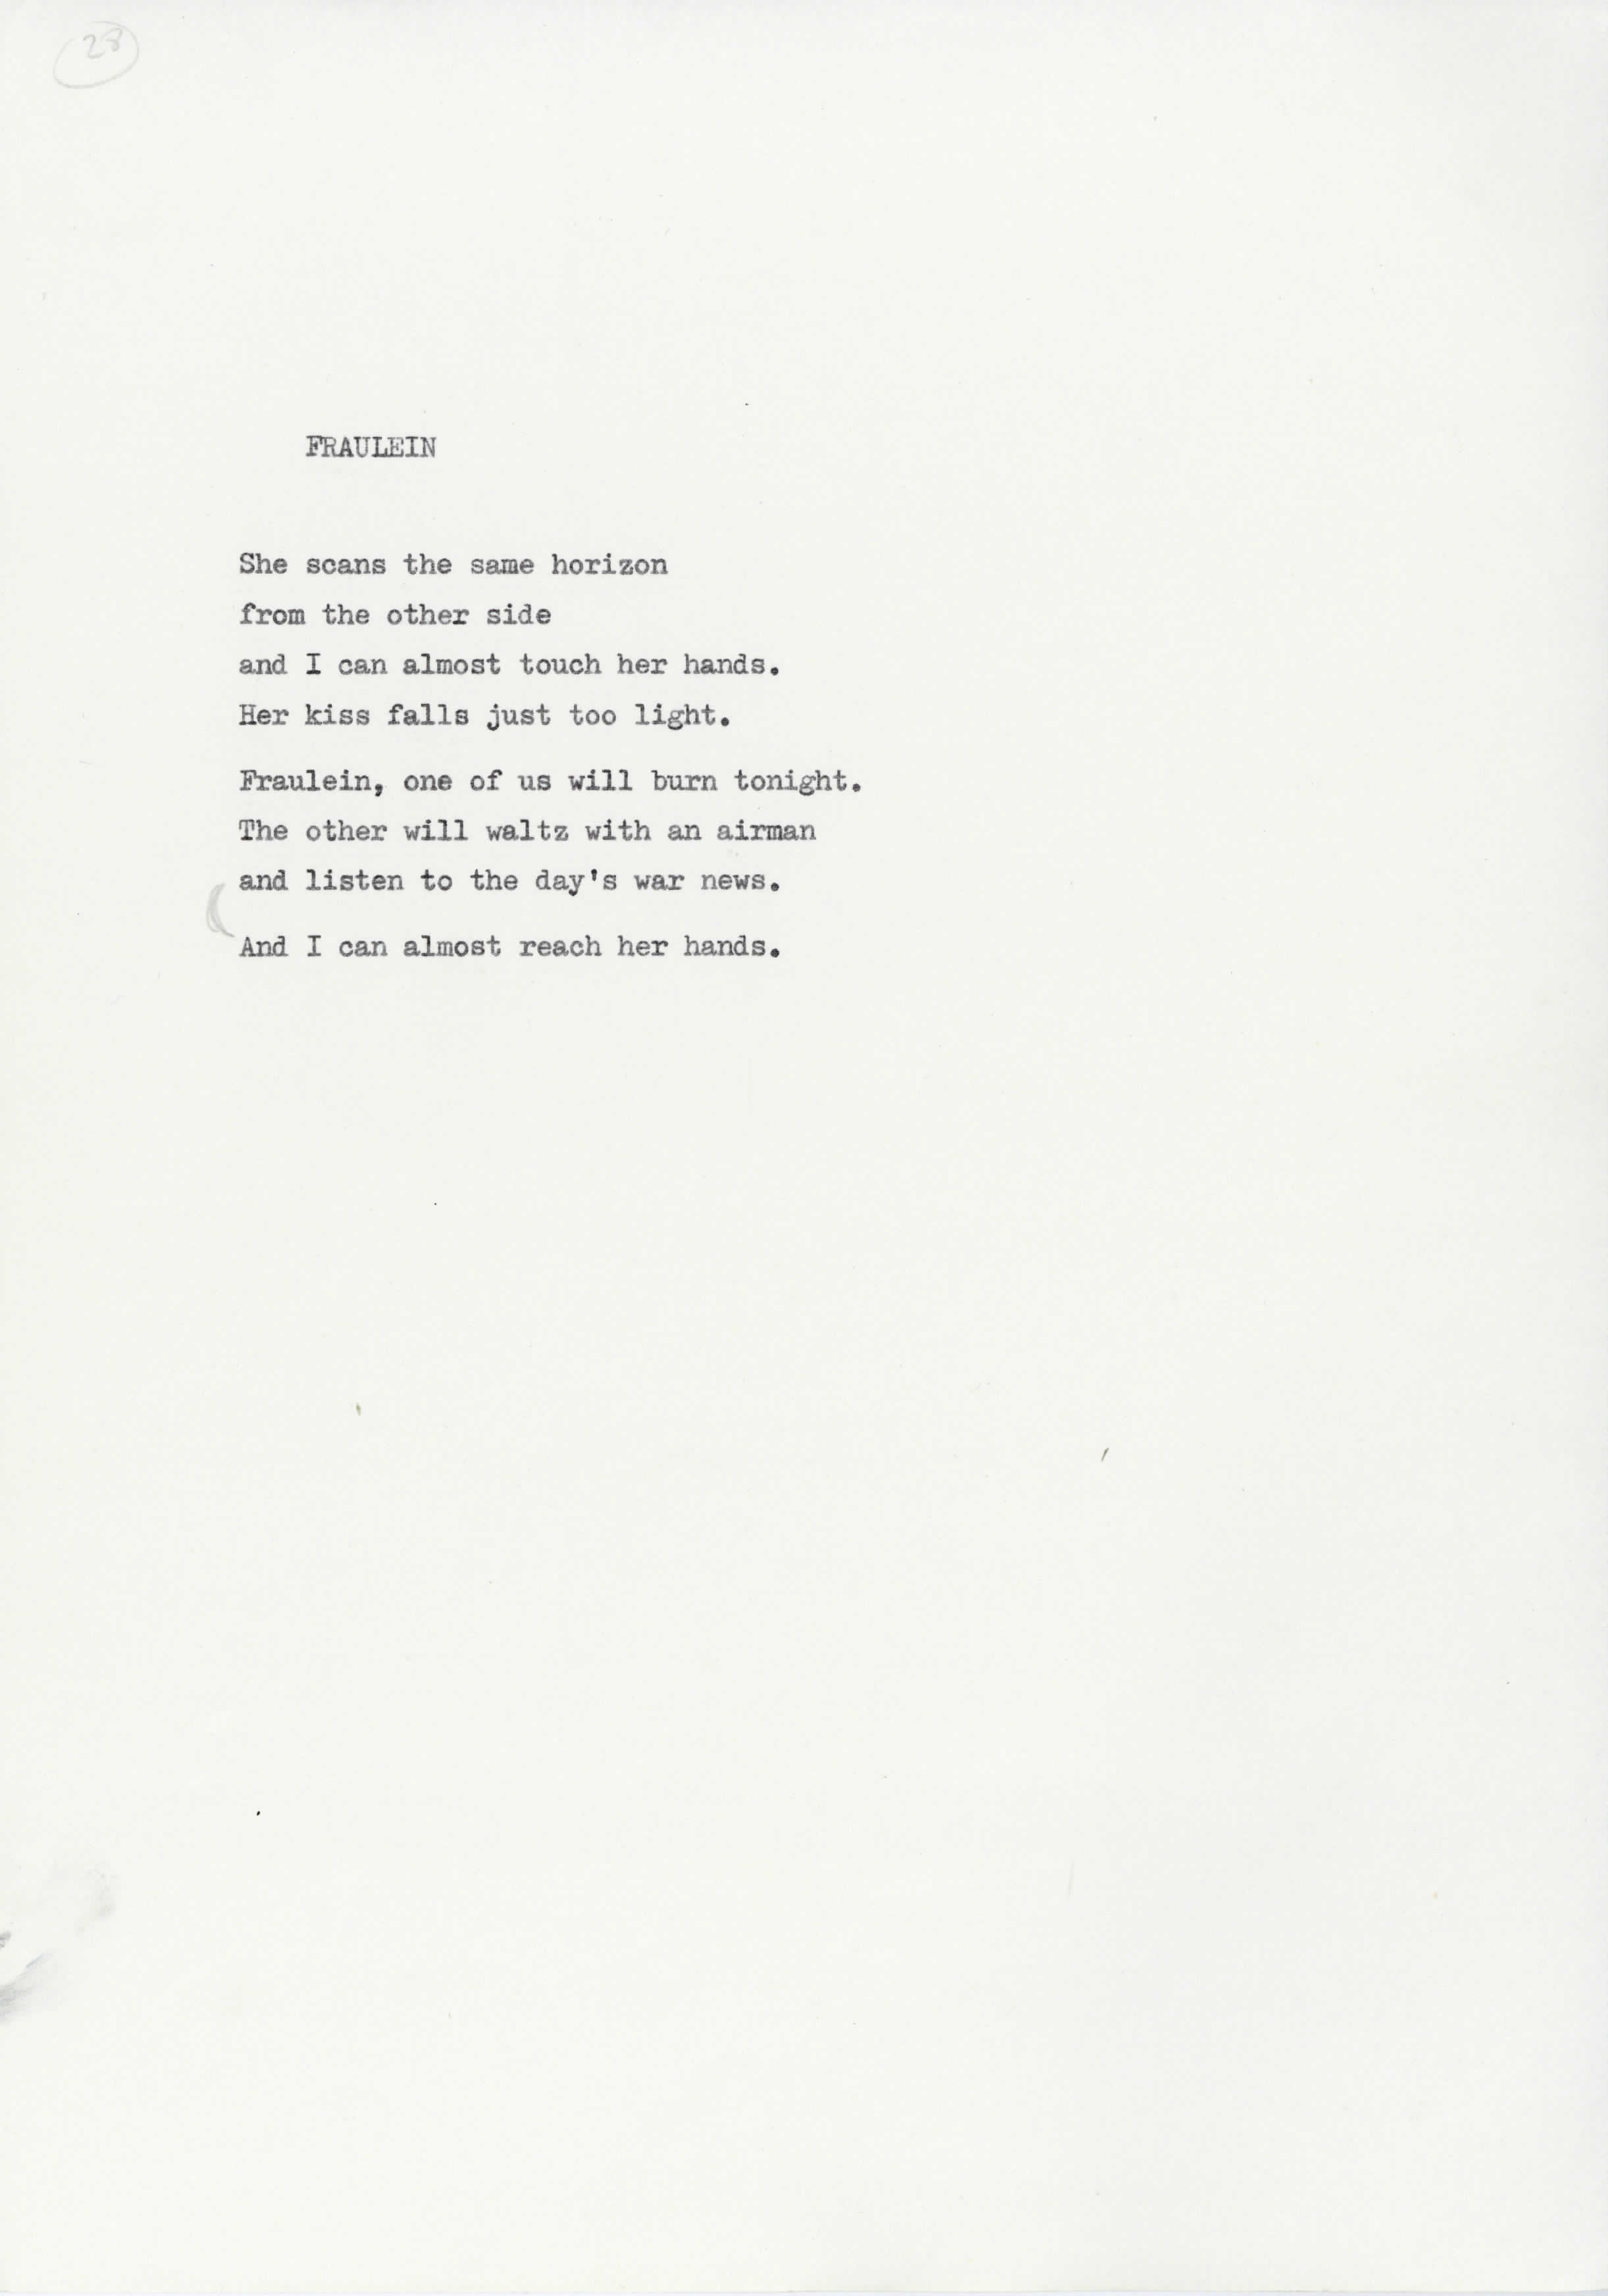 28
FRAULEIN
She scans the same horizon
from the other side
and I can almost touch her hands.
Her kiss falls just too light.
Fraulein, one of us will burn tonight.
The other will waltz with an airman
and listen to the day's war news.
And I can almost reach her hands.